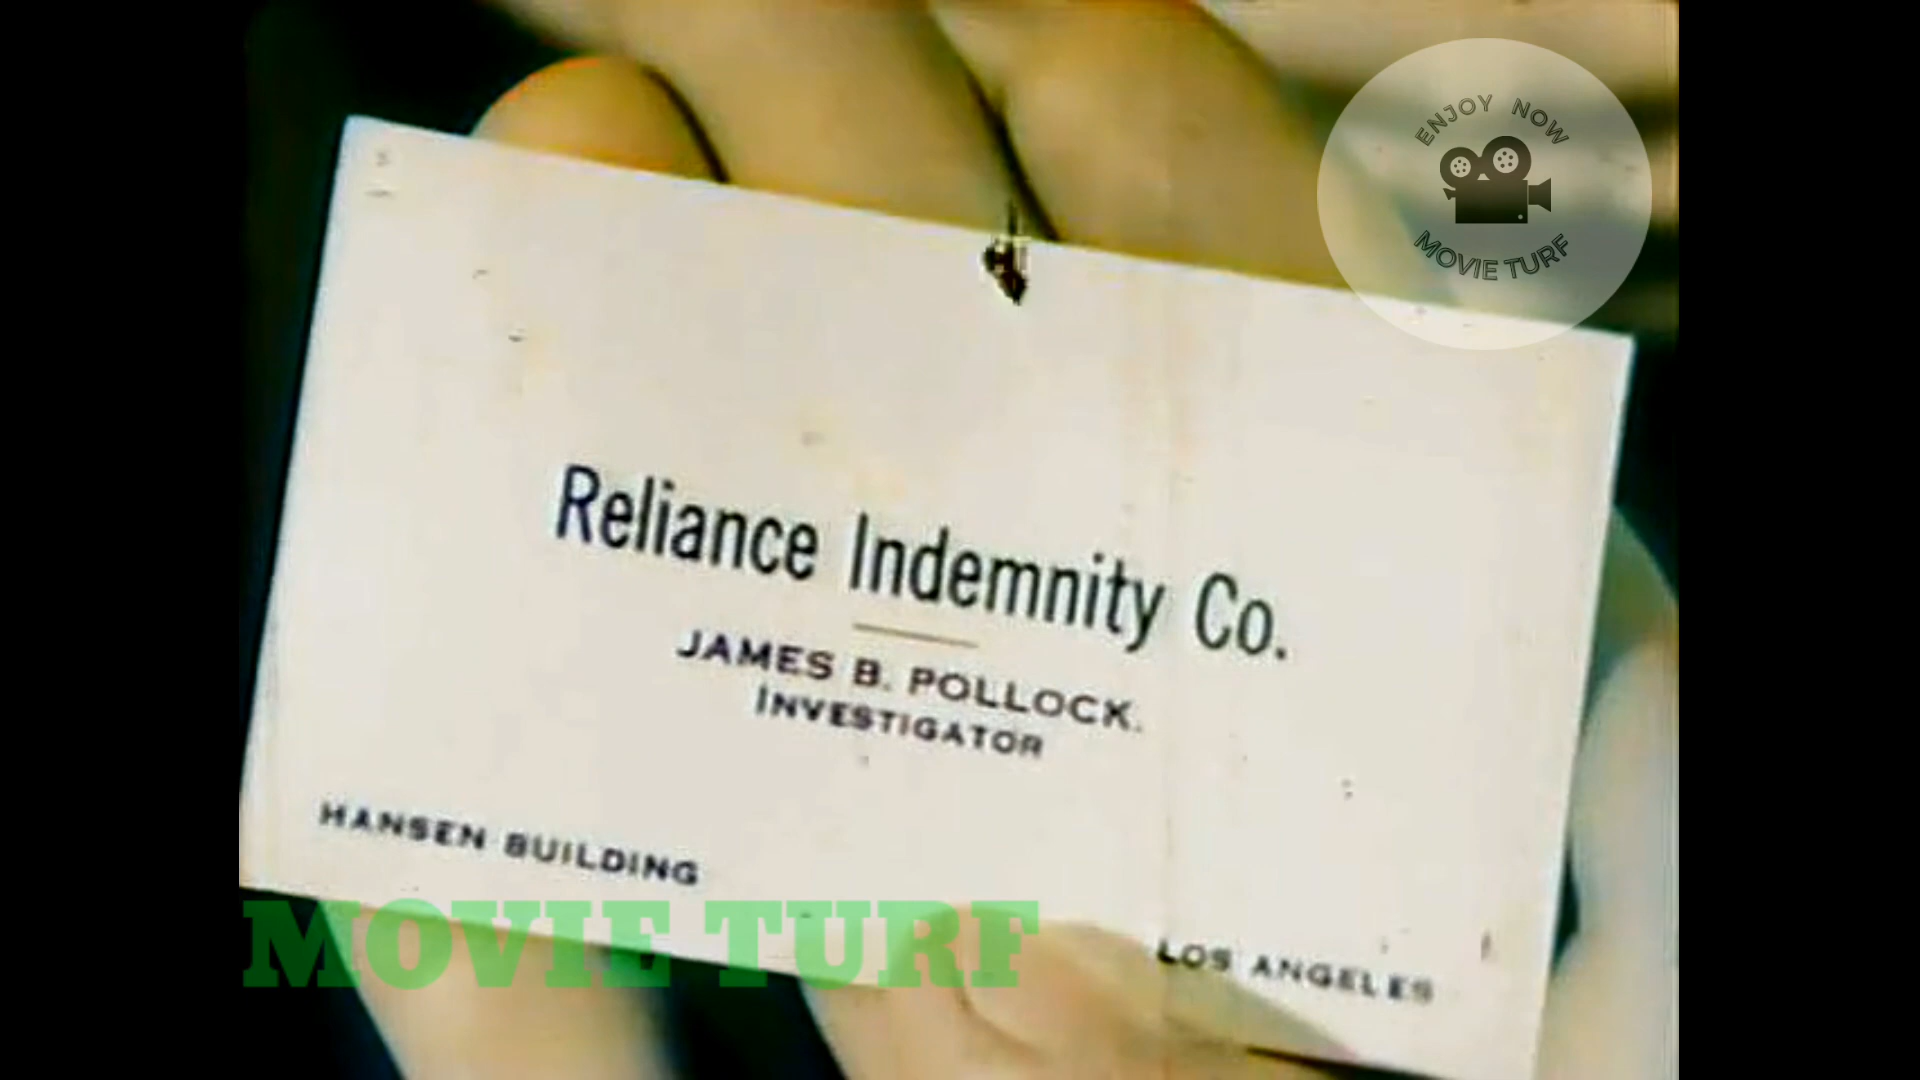 ENJOY NOW
MOVIE TURF
Reliance Indemnity Co.
JAMES B. POLLOCK.
INVESTIGATOR
HANSEN BUILDING
LOS ANGELES
MOVIE TURF